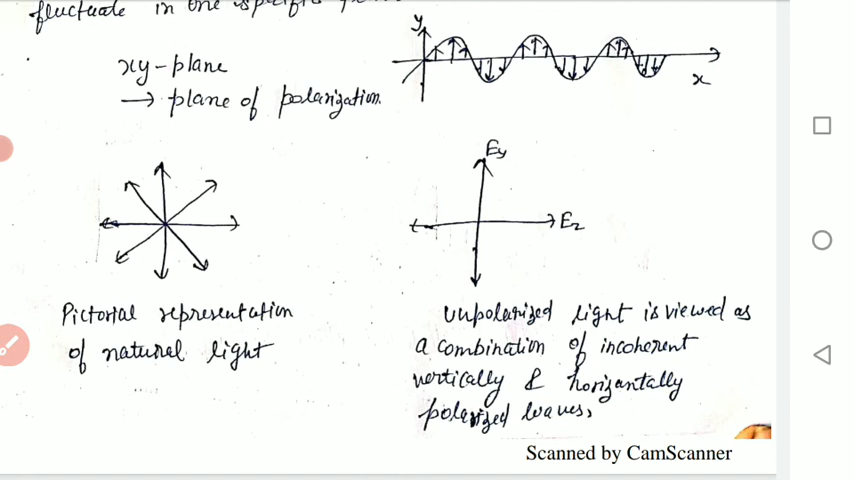 fluctuate in one specific
y
x
xy-plane
→ plane of polarization.
Ey
Ez
Pictorial representation
of natural light
Unpolarized light is viewed as
a combination of incoherent
vertically & horizontally
polarized waves,
Scanned by CamScanner